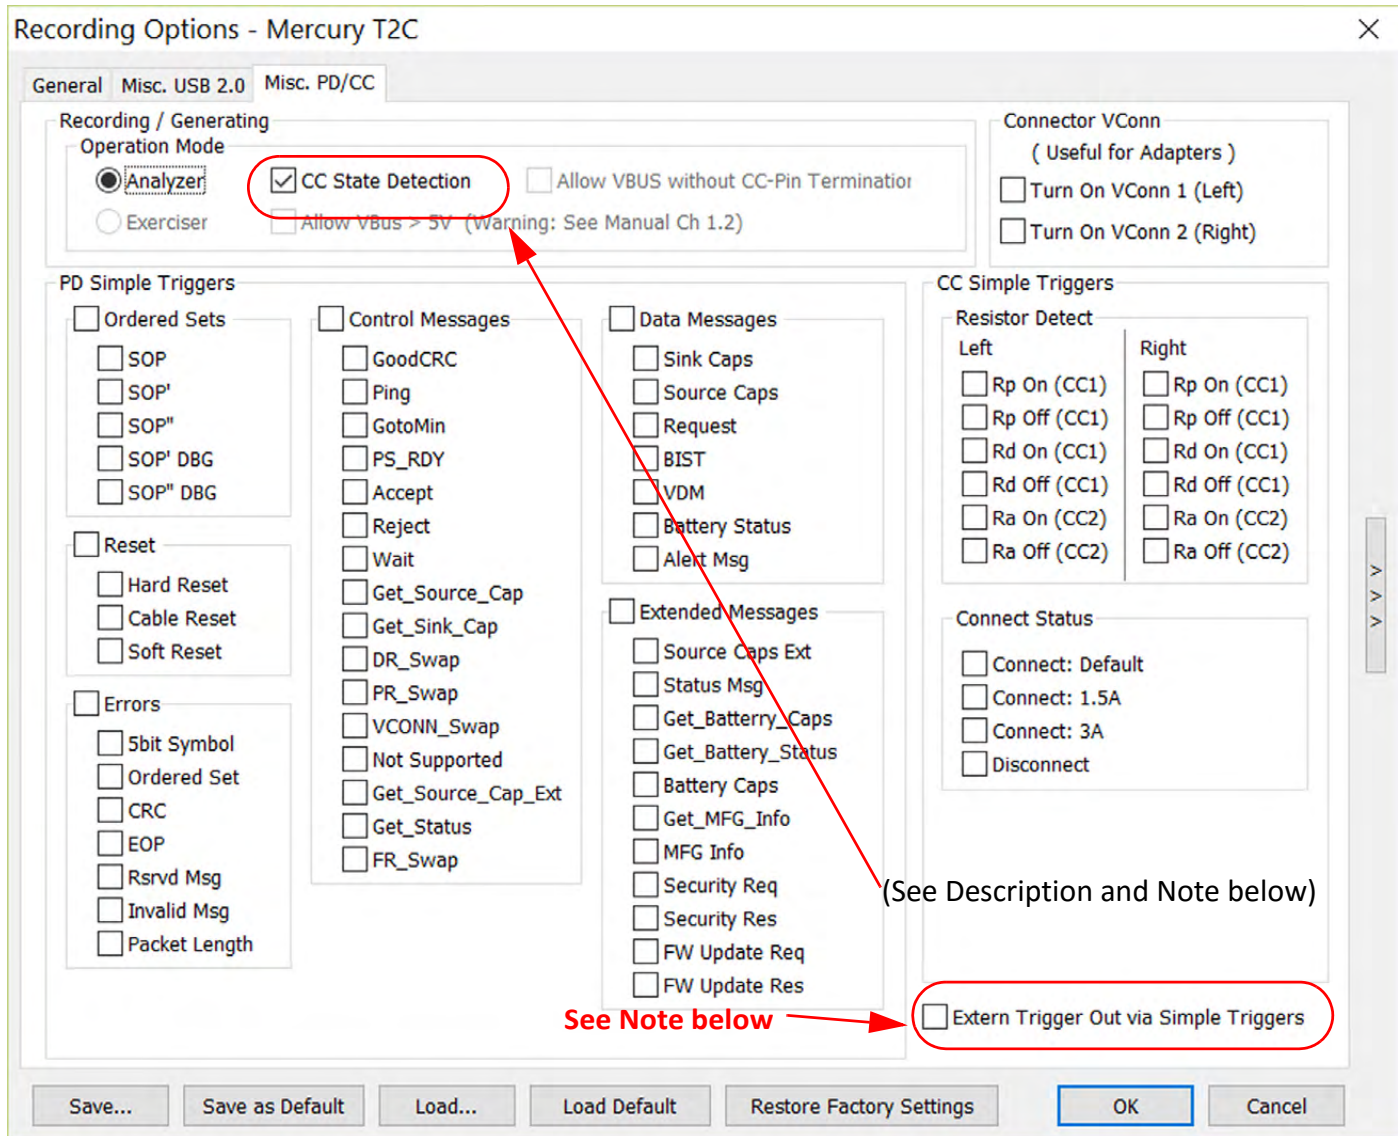 Recording Options - Mercury T2C
General
Misc. USB 2.0
Misc. PD/CC
Recording / Generating
Operation Mode
Analyzer
CC State Detection
Allow VBUS without CC-Pin Terminatior
Exerciser
Allow VBus > 5V (Warning: See Manual Ch 1.2)
Connector VConn
( Useful for Adapters )
Turn On VConn 1 (Left)
Turn On VConn 2 (Right)
PD Simple Triggers
Ordered Sets
SOP
SOP'
SOP"
SOP' DBG
SOP" DBG
Reset
Hard Reset
Cable Reset
Soft Reset
Errors
5bit Symbol
Ordered Set
CRC
EOP
Rsrvd Msg
Invalid Msg
Packet Length
Control Messages
GoodCRC
Ping
GotoMin
PS_RDY
Accept
Reject
Wait
Get_Source_Cap
Get_Sink_Cap
DR_Swap
PR_Swap
VCONN_Swap
Not Supported
Get_Source_Cap_Ext
Get_Status
FR_Swap
Data Messages
Sink Caps
Source Caps
Request
BIST
VDM
Battery Status
Alert Msg
Extended Messages
Source Caps Ext
Status Msg
Get_Batterry_Caps
Get_Battery_Status
Battery Caps
Get_MFG_Info
MFG Info
Security Req
Security Res
FW Update Req
FW Update Res
CC Simple Triggers
Resistor Detect
Left
Rp On (CC1)
Rp Off (CC1)
Rd On (CC1)
Rd Off (CC1)
Ra On (CC2)
Ra Off (CC2)
Right
Rp On (CC1)
Rp Off (CC1)
Rd On (CC1)
Rd Off (CC1)
Ra On (CC2)
Ra Off (CC2)
>
>
>
Connect Status
Connect: Default
Connect: 1.5A
Connect: 3A
Disconnect
(See Description and Note below)
See Note below
Extern Trigger Out via Simple Triggers
Save...
Save as Default
Load...
Load Default
Restore Factory Settings
OK
Cancel